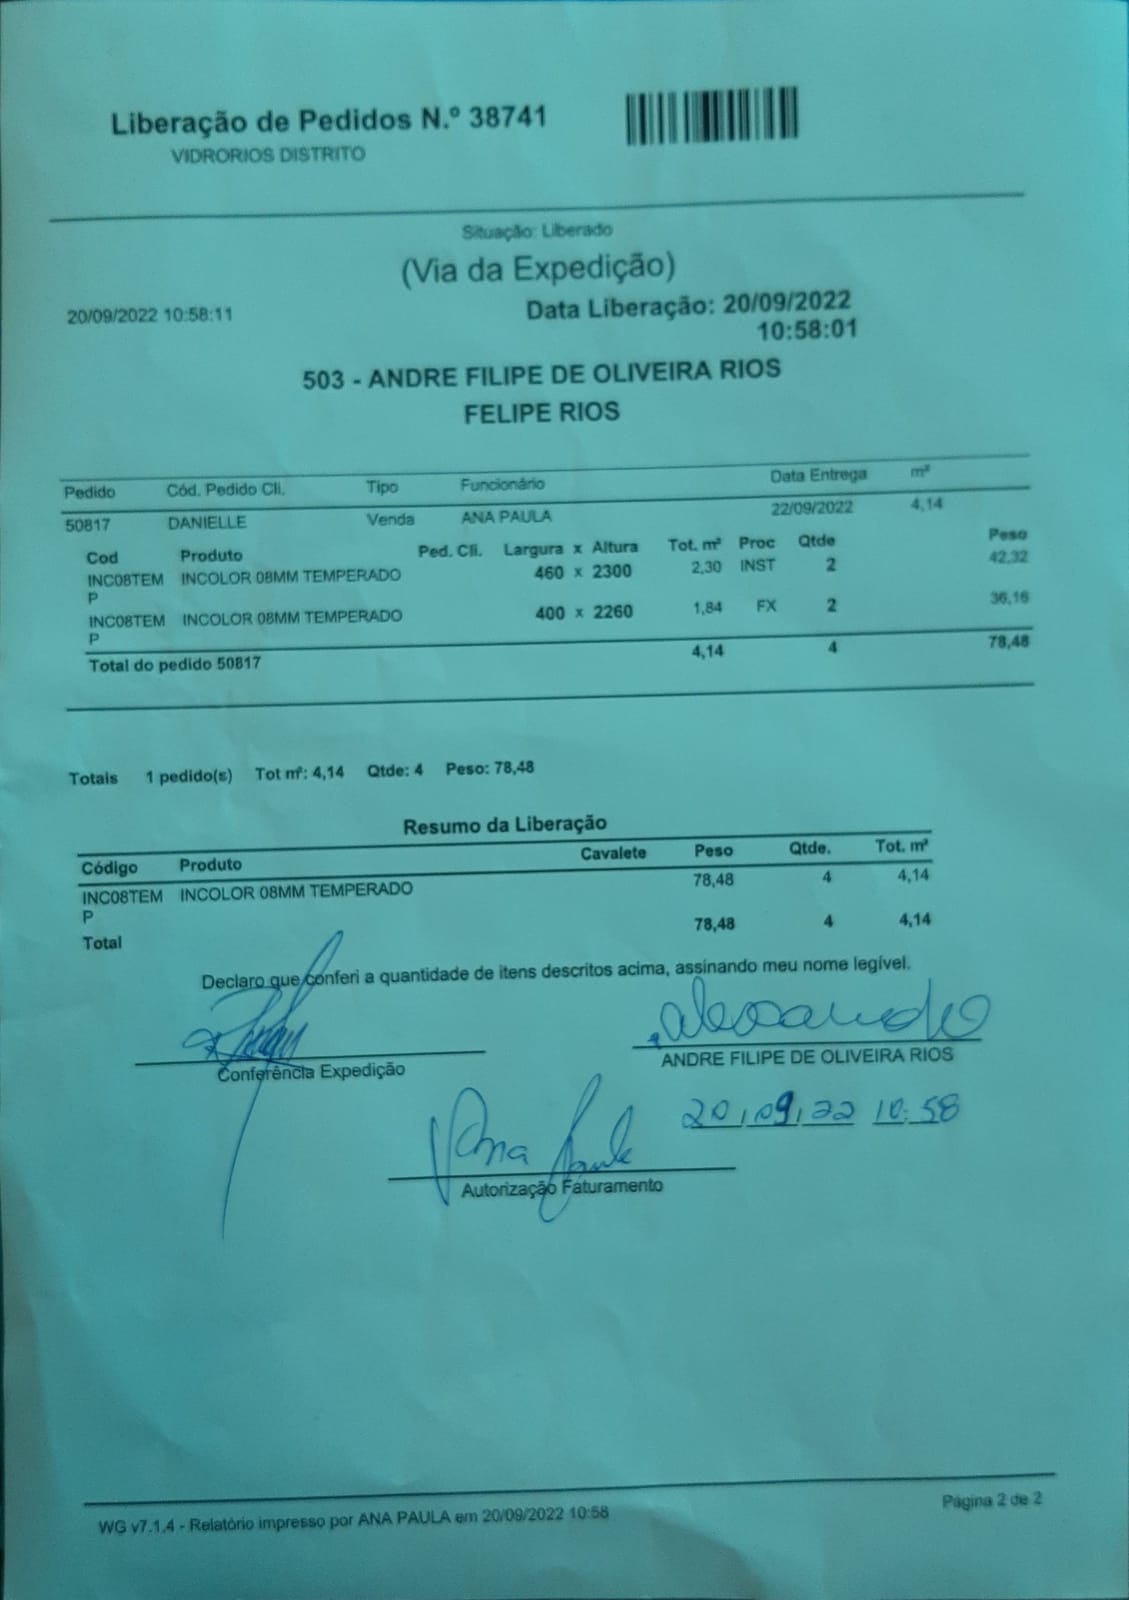 Liberação de Pedidos N.º 38741
VIDRORIOS DISTRITO
Situação: Liberado
(Via da Expedição)
20/09/2022 10:58:11 Data Liberação: 20/09/2022
10:58:01
503 - ANDRE FILIPE DE OLIVEIRA RIOS
FELIPE RIOS
Pedido Cód. Pedido Cli. Tipo Funcionário Data Entrega m²
50817 DANIELLE Venda ANA PAULA 22/09/2022 4,14
Cod Produto Ped. Cli. Largura x Altura Tot. m² Proc Qtde Peso
INC08TEM INCOLOR 08MM TEMPERADO 460 x 2300 2,30 INST 2 42,32
P
INC08TEM INCOLOR 08MM TEMPERADO 400 x 2260 1,84 FX 2 36,16
P
Total do pedido 50817 4,14 4 78,48
Totais 1 pedido(s) Tot m²: 4,14 Qtde: 4 Peso: 78,48
Resumo da Liberação
Código Produto Cavalete Peso Qtde. Tot. m²
INC08TEM INCOLOR 08MM TEMPERADO 78,48 4 4,14
P
Total 78,48 4 4,14
Declaro que conferi a quantidade de itens descritos acima, assinando meu nome legível.
Alessandro
Conferência Expedição ANDRE FILIPE DE OLIVEIRA RIOS
20/09/22 10:58
Ana Paula
Autorização Faturamento
WG v7.1.4 - Relatório impresso por ANA PAULA em 20/09/2022 10:58 Página 2 de 2